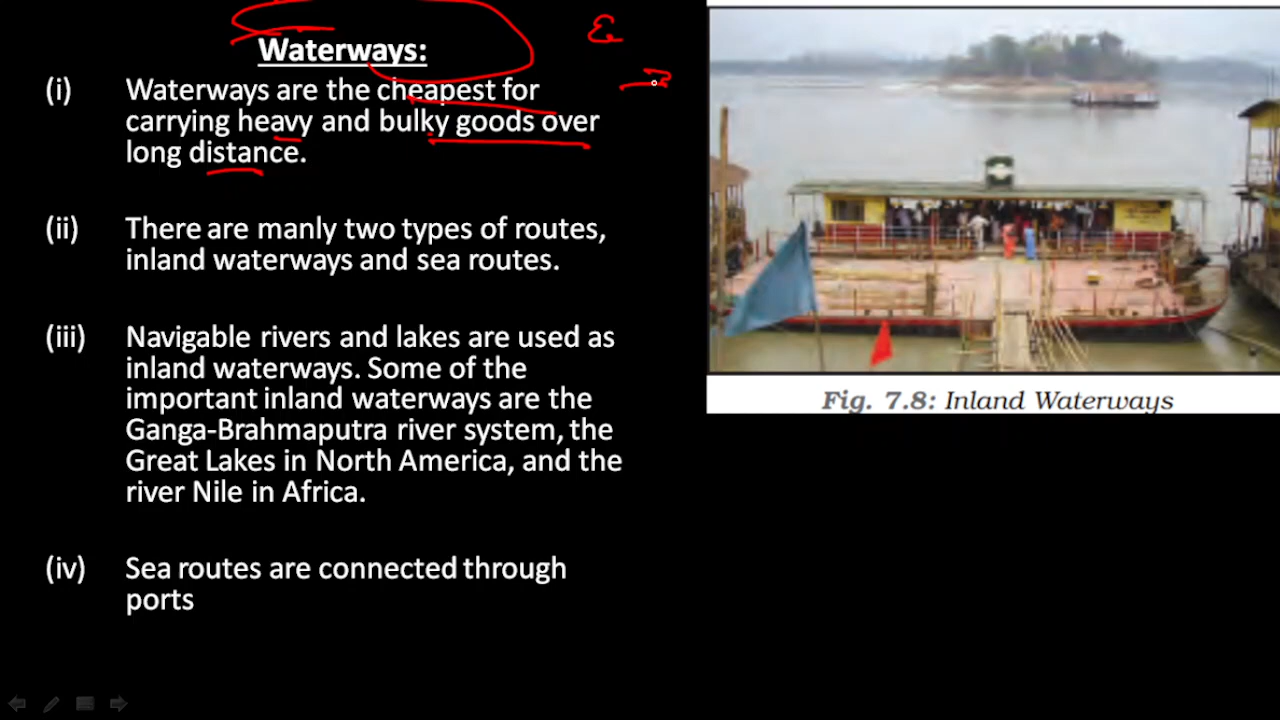 Waterways:
(i) Waterways are the cheapest for
carrying heavy and bulky goods over
long distance.
(ii) There are manly two types of routes,
inland waterways and sea routes.
(iii) Navigable rivers and lakes are used as
inland waterways. Some of the
important inland waterways are the
Ganga-Brahmaputra river system, the
Great Lakes in North America, and the
river Nile in Africa.
(iv) Sea routes are connected through
ports
Fig. 7.8: Inland Waterways